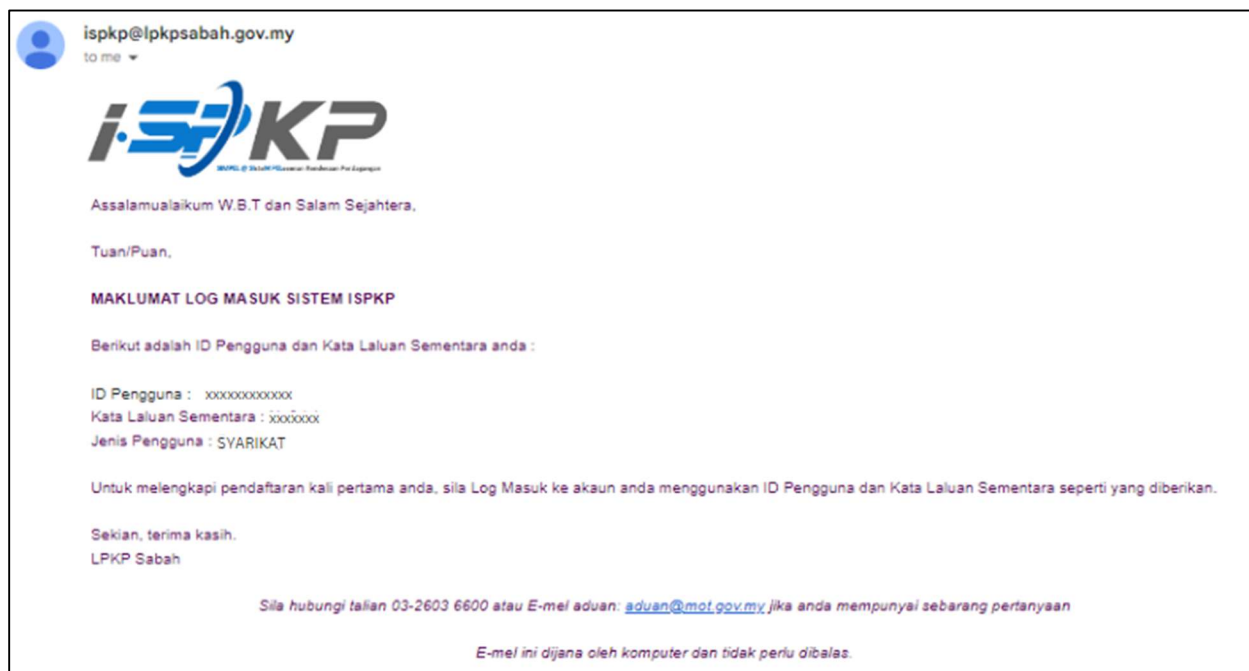 ispkp@lpkpsabah.gov.my
to me
i-SPKP
Assalamualaikum W.B.T dan Salam Sejahtera,
Tuan/Puan,
MAKLUMAT LOG MASUK SISTEM ISPKP
Berikut adalah ID Pengguna dan Kata Laluan Sementara anda :
ID Pengguna : xxxxxxxxxxxx
Kata Laluan Sementara : xxxxxxx
Jenis Pengguna : SYARIKAT
Untuk melengkapi pendaftaran kali pertama anda, sila Log Masuk ke akaun anda menggunakan ID Pengguna dan Kata Laluan Sementara seperti yang diberikan.
Sekian, terima kasih.
LPKP Sabah
Sila hubungi talian 03-2603 6600 atau E-mel aduan: aduan@mot.gov.my jika anda mempunyai sebarang pertanyaan
E-mel ini dijana oleh komputer dan tidak perlu dibalas.